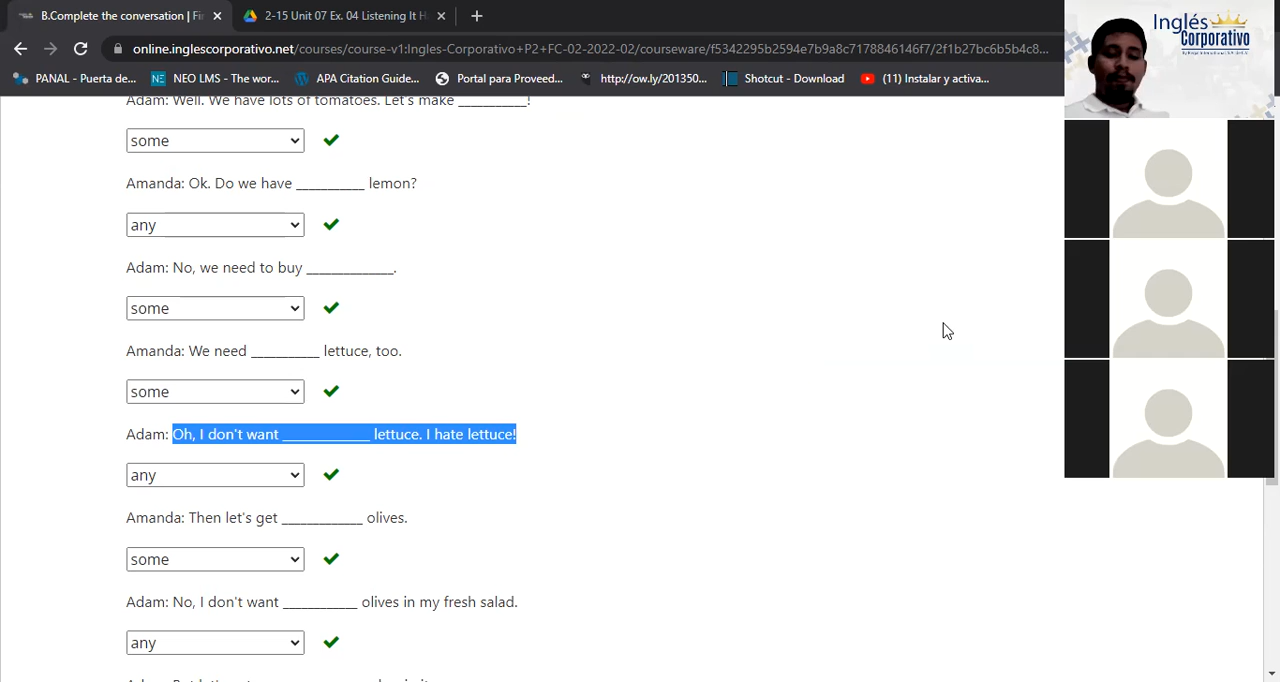 B.Complete the conversation | Fi
2-15 Unit 07 Ex. 04 Listening It H
online.inglescorporativo.net/courses/course-v1:Ingles-Corporativo+P2+FC-02-2022-02/courseware/f5342295b2594e7b9a8c7178846146f7/2f1b27bc6b5b4c8...
PANAL - Puerta de...
NEO LMS - The wor...
APA Citation Guide...
Portal para Proveed...
http://ow.ly/201350...
Shotcut - Download
(11) Instalar y activa...
Inglés
Corporativo
Adam: Well. We have lots of tomatoes. Let's make ___________!
some
Amanda: Ok. Do we have ___________ lemon?
any
Adam: No, we need to buy ______________.
some
Amanda: We need ___________ lettuce, too.
some
Adam: Oh, I don't want ______________ lettuce. I hate lettuce!
any
Amanda: Then let's get _____________ olives.
some
Adam: No, I don't want ____________ olives in my fresh salad.
any